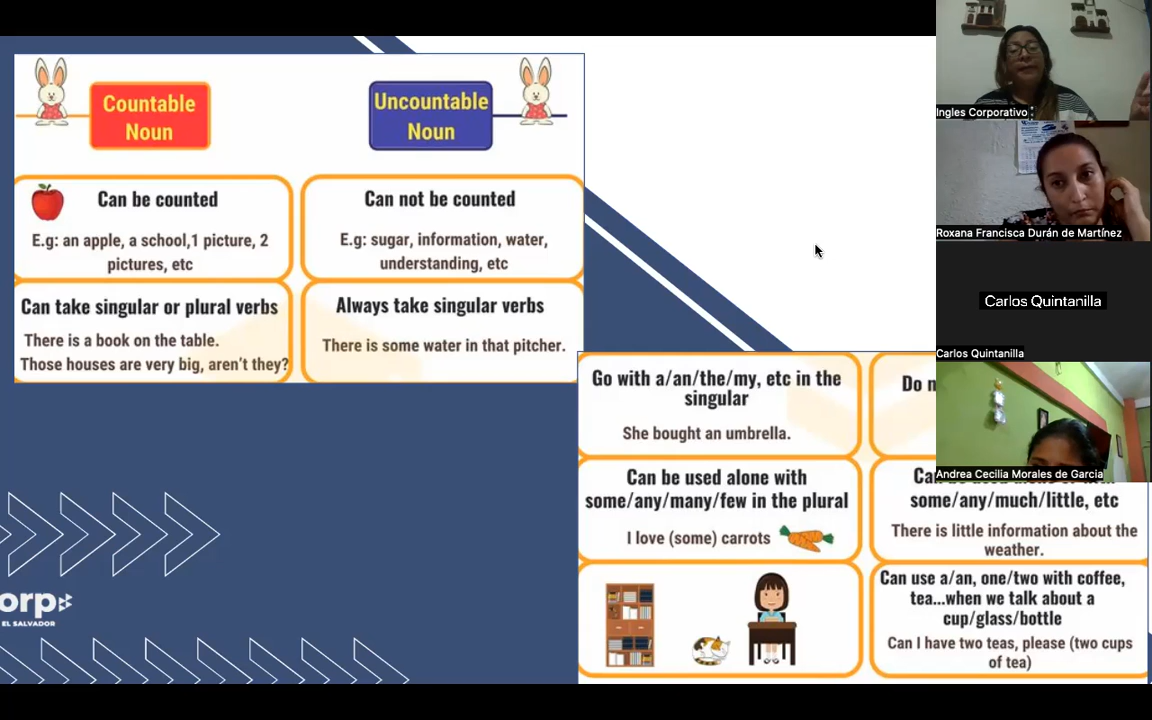 Countable
Noun
Uncountable
Noun
Can be counted
E.g: an apple, a school,1 picture, 2
pictures, etc
Can not be counted
E.g: sugar, information, water,
understanding, etc
Can take singular or plural verbs
There is a book on the table.
Those houses are very big, aren't they?
Always take singular verbs
There is some water in that pitcher.
Go with a/an/the/my, etc in the
singular
She bought an umbrella.
Can be used alone with
some/any/many/few in the plural
I love (some) carrots
some/any/much/little, etc
There is little information about the
weather.
Can use a/an, one/two with coffee,
tea...when we talk about a
cup/glass/bottle
Can I have two teas, please (two cups
of tea)
orp
EL SALVADOR
Ingles Corporativo
Roxana Francisca Durán de Martínez
Carlos Quintanilla
Carlos Quintanilla
Andrea Cecilia Morales de Garcia